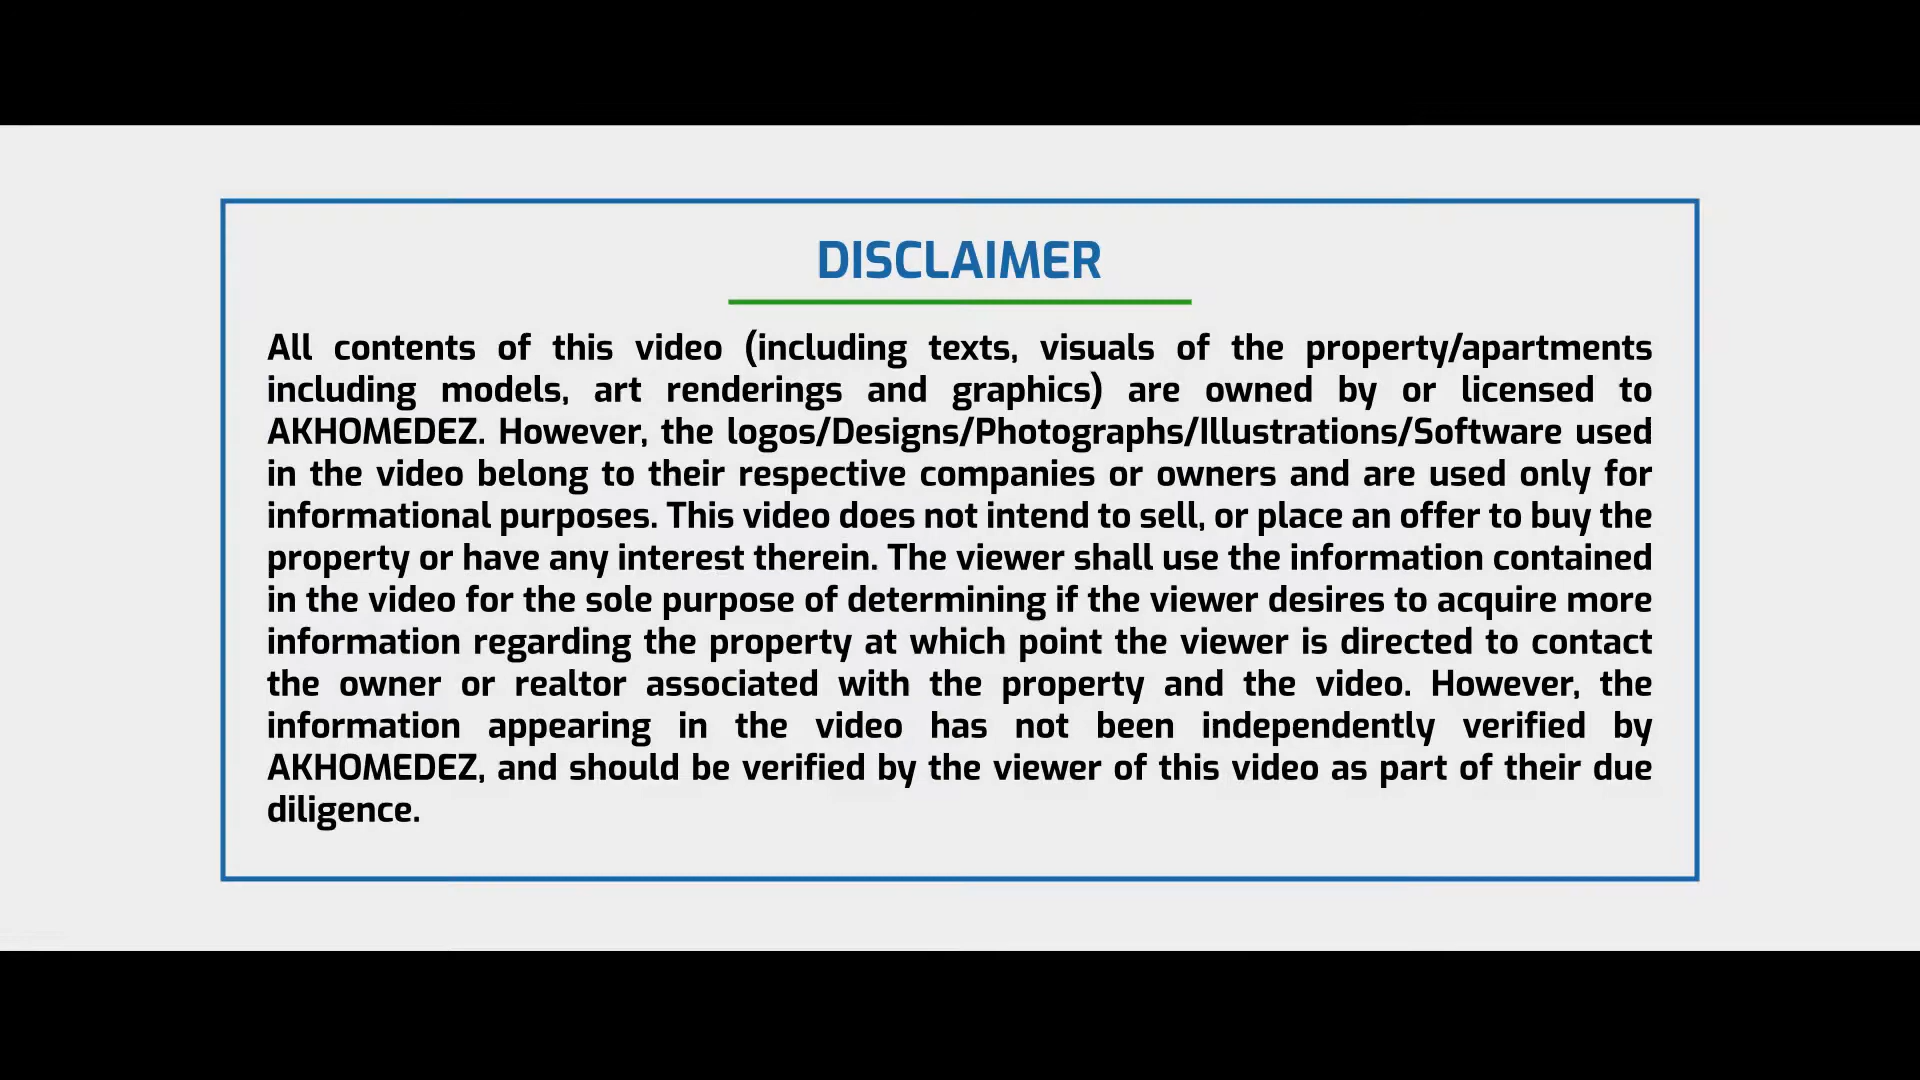 DISCLAIMER
All contents of this video (including texts, visuals of the property/apartments
including models, art renderings and graphics) are owned by or licensed to
AKHOMEDEZ. However, the logos/Designs/Photographs/Illustrations/Software used
in the video belong to their respective companies or owners and are used only for
informational purposes. This video does not intend to sell, or place an offer to buy the
property or have any interest therein. The viewer shall use the information contained
in the video for the sole purpose of determining if the viewer desires to acquire more
information regarding the property at which point the viewer is directed to contact
the owner or realtor associated with the property and the video. However, the
information appearing in the video has not been independently verified by
AKHOMEDEZ, and should be verified by the viewer of this video as part of their due
diligence.